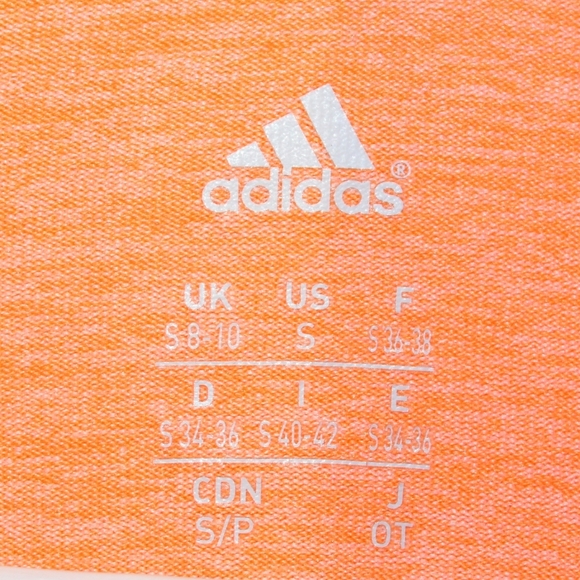 adidas®
UK US F
S 8-10 S S 36-38
D I E
S 34-36 S 40-42 S 34-36
CDN J
S/P OT